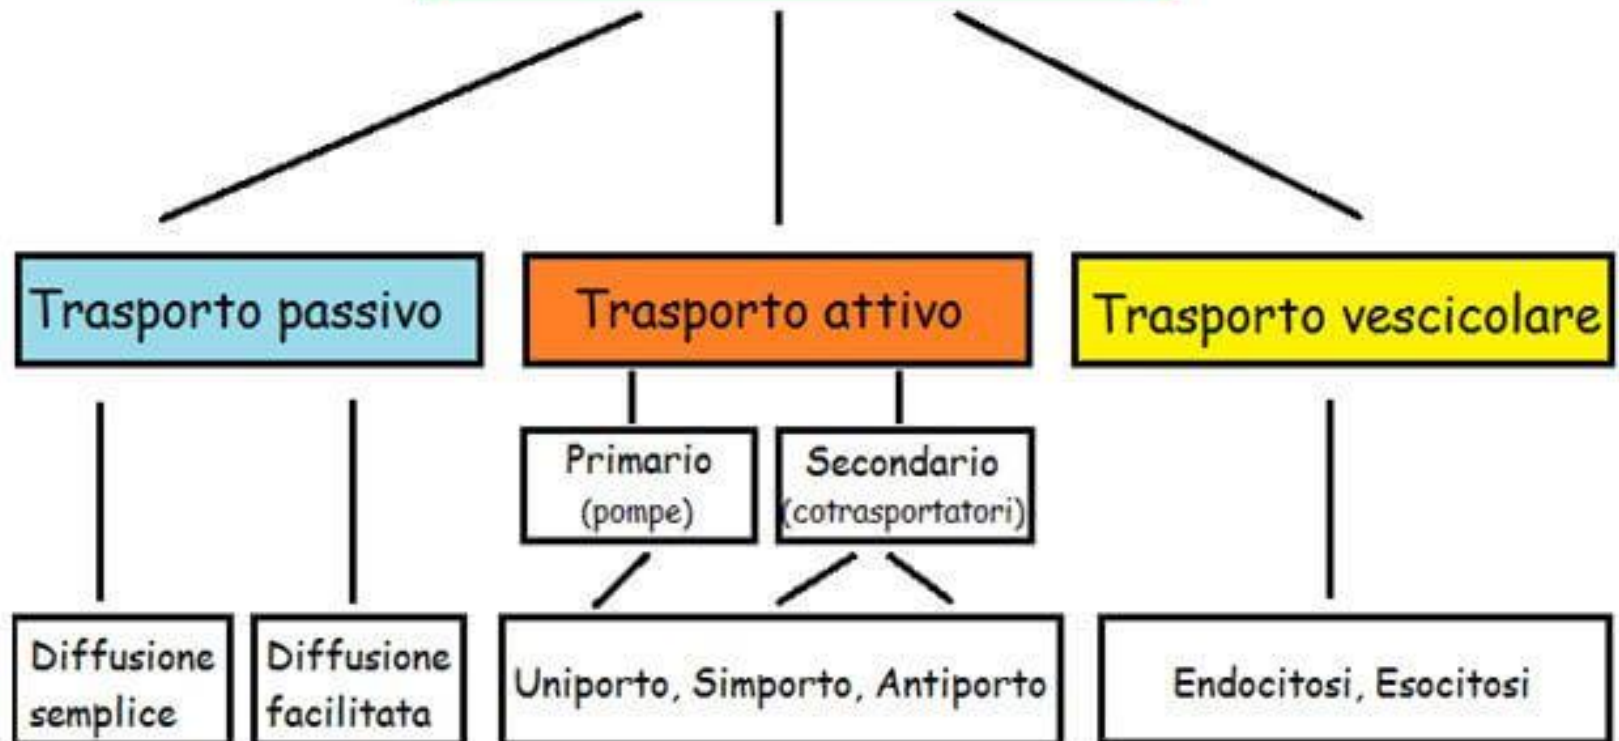 Trasporto passivo
Trasporto attivo
Trasporto vescicolare
Primario
(pompe)
Secondario
(cotrasportatori)
Diffusione
semplice
Diffusione
facilitata
Uniporto, Simporto, Antiporto
Endocitosi, Esocitosi